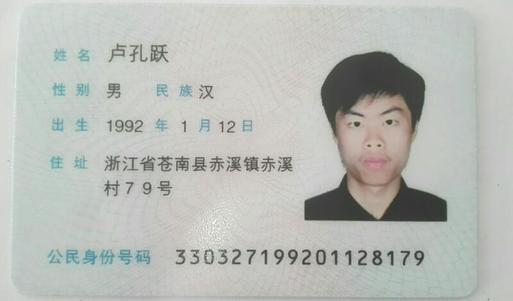 姓名 卢孔跃
性别 男 民族 汉
出生 1992 年 1 月 12 日
住址 浙江省苍南县赤溪镇赤溪
村79号
公民身份号码 330327199201128179